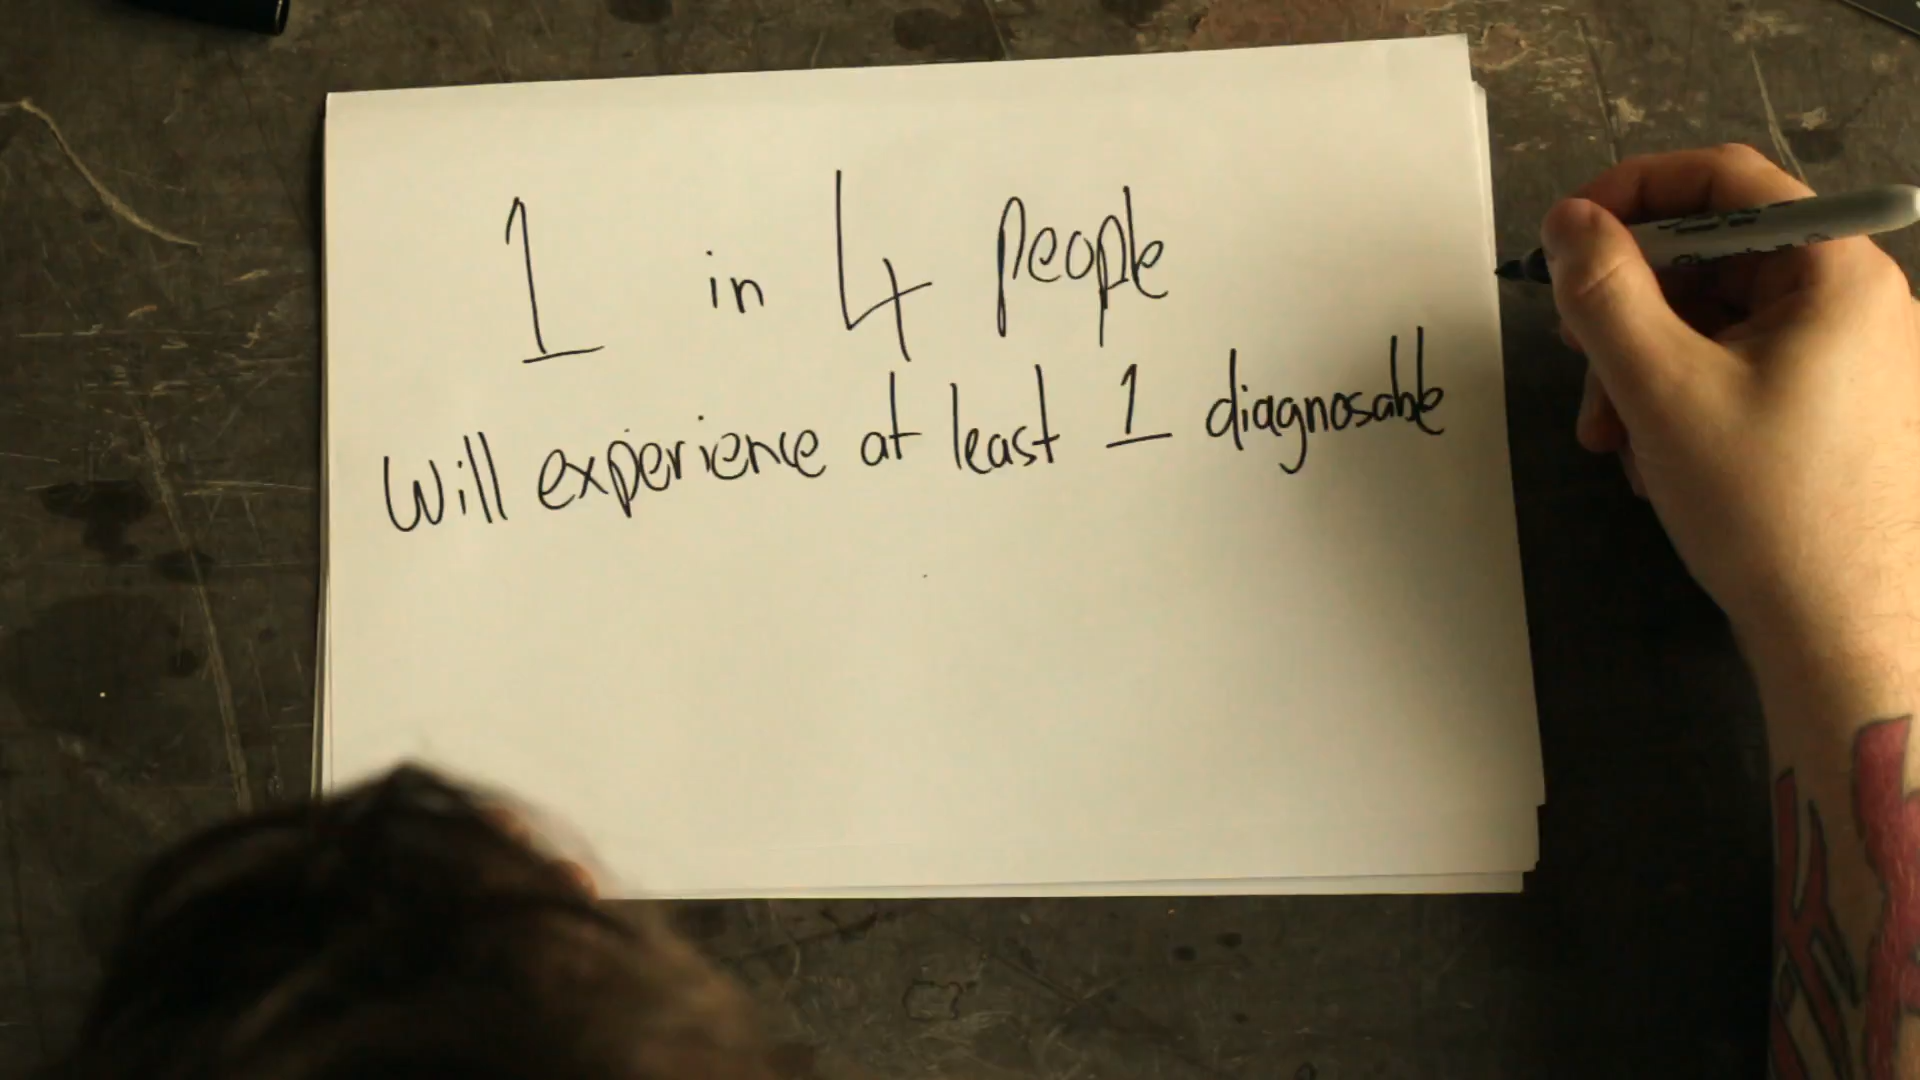 1 in 4 people
Will experience at least 1 diagnosable